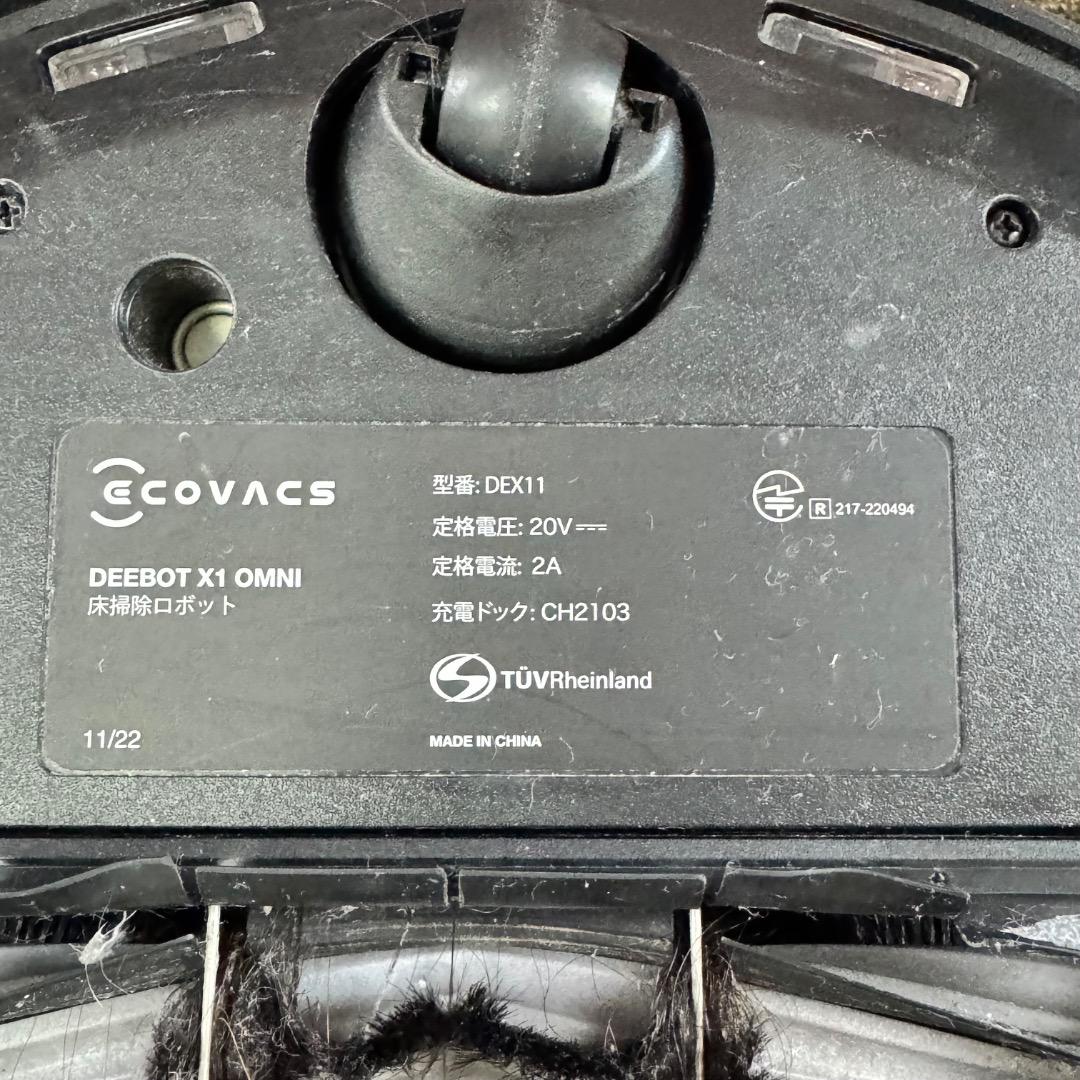 ECOVACS
DEEBOT X1 OMNI
床掃除ロボット
11/22
型番: DEX11
定格電圧: 20V⎓
定格電流: 2A
充電ドック: CH2103
TÜVRheinland
MADE IN CHINA
R 217-220494